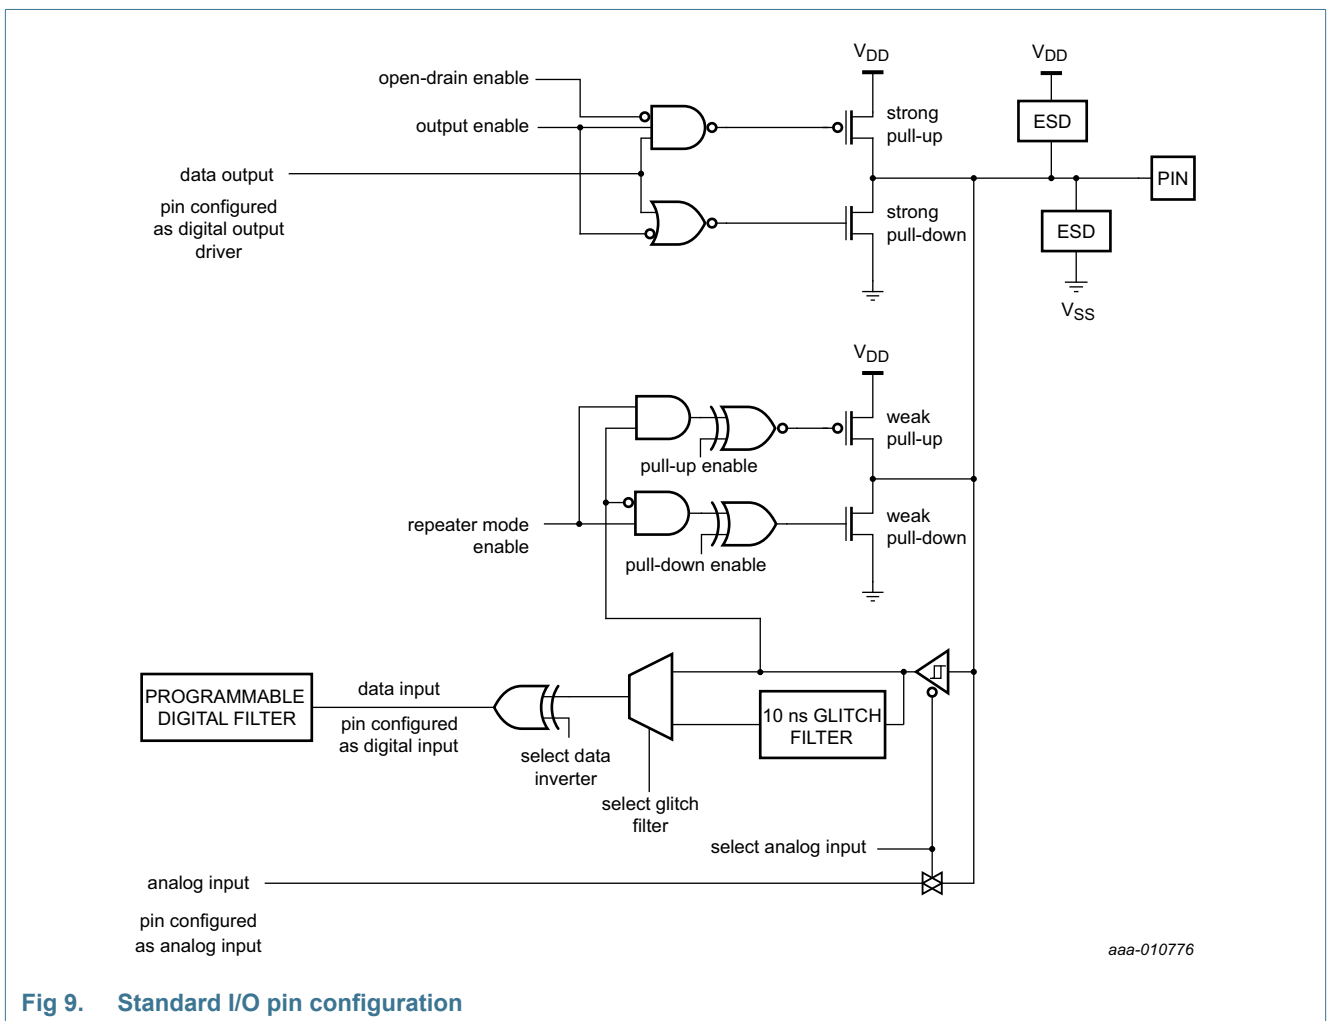 VDD
VDD
open-drain enable
strong
pull-up
ESD
output enable
data output
PIN
pin configured
as digital output
driver
strong
pull-down
ESD
VSS
VDD
weak
pull-up
pull-up enable
repeater mode
enable
weak
pull-down
pull-down enable
PROGRAMMABLE
DIGITAL FILTER
data input
pin configured
as digital input
10 ns GLITCH
FILTER
select data
inverter
select glitch
filter
select analog input
analog input
pin configured
as analog input
aaa-010776
Fig 9. Standard I/O pin configuration